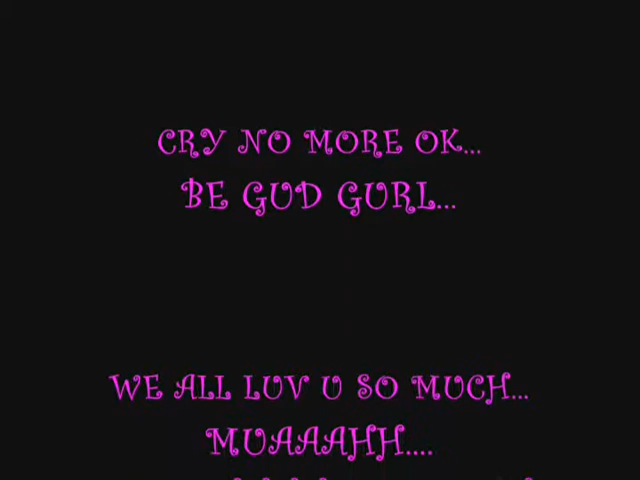 CRY NO MORE OK...
BE GUD GURL...
WE ALL LUV U SO MUCH...
MUAAAHH....